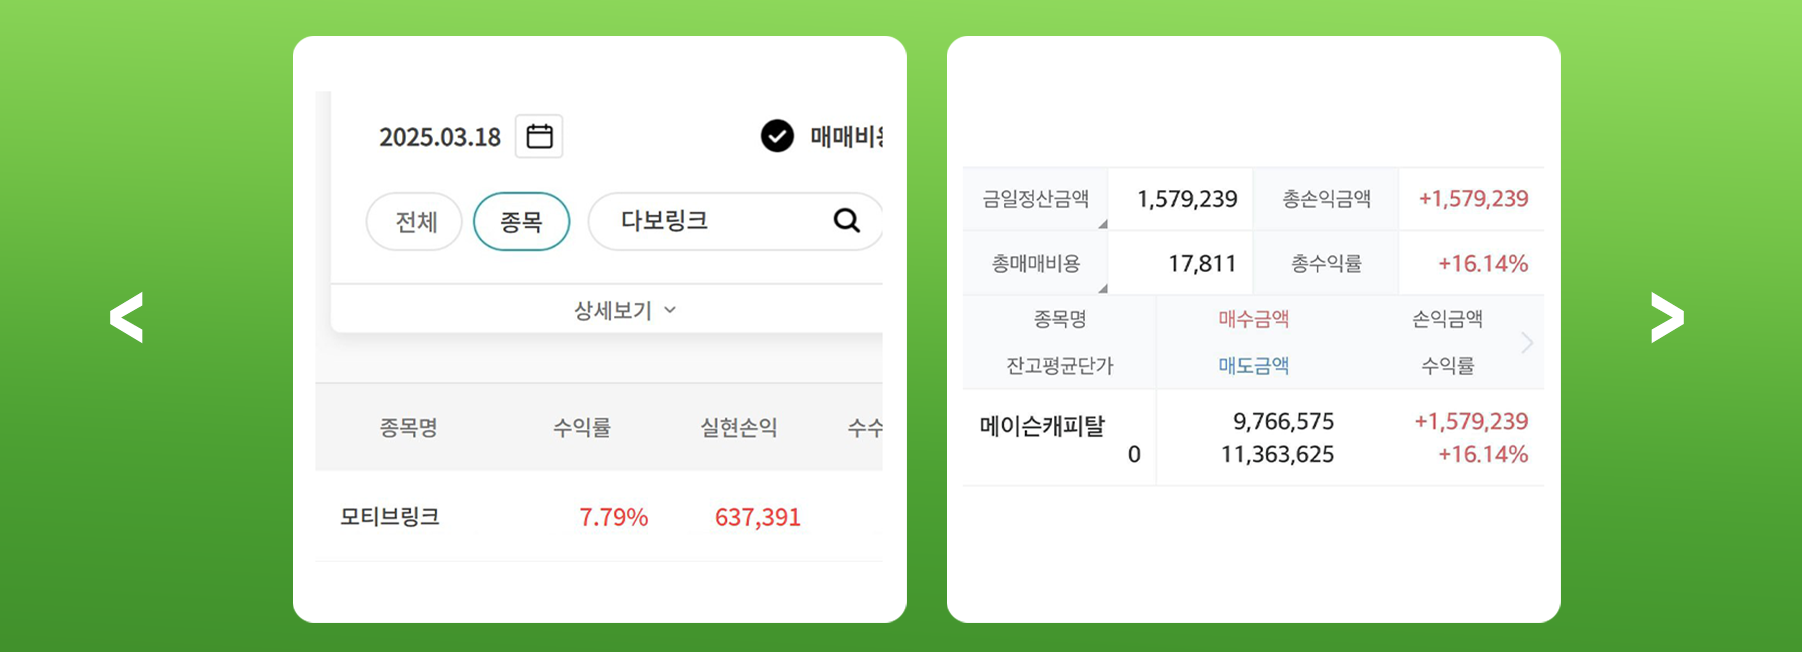 2025.03.18
매매비용
전체
종목
다보링크
상세보기
종목명 수익률 실현손익 수수
모티브링크 7.79% 637,391
금일정산금액 1,579,239 총손익금액 +1,579,239
총매매비용 17,811 총수익률 +16.14%
종목명 매수금액 손익금액
잔고평균단가 매도금액 수익률
메이슨캐피탈 9,766,575 +1,579,239
0 11,363,625 +16.14%